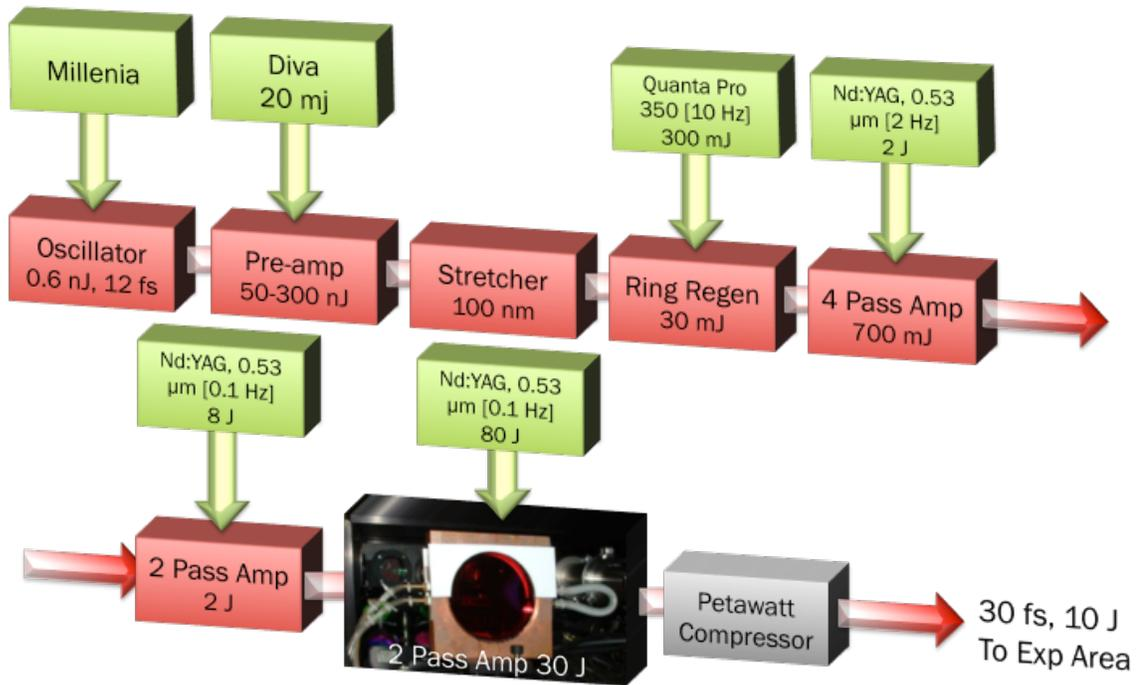 Millenia
Diva
20 mj
Quanta Pro
350 [10 Hz]
300 mJ
Nd:YAG, 0.53
µm [2 Hz]
2 J
Oscillator
0.6 nJ, 12 fs
Pre-amp
50-300 nJ
Stretcher
100 nm
Ring Regen
30 mJ
4 Pass Amp
700 mJ
Nd:YAG, 0.53
µm [0.1 Hz]
8 J
Nd:YAG, 0.53
µm [0.1 Hz]
80 J
2 Pass Amp
2 J
2 Pass Amp 30 J
Petawatt
Compressor
30 fs, 10 J
To Exp Area